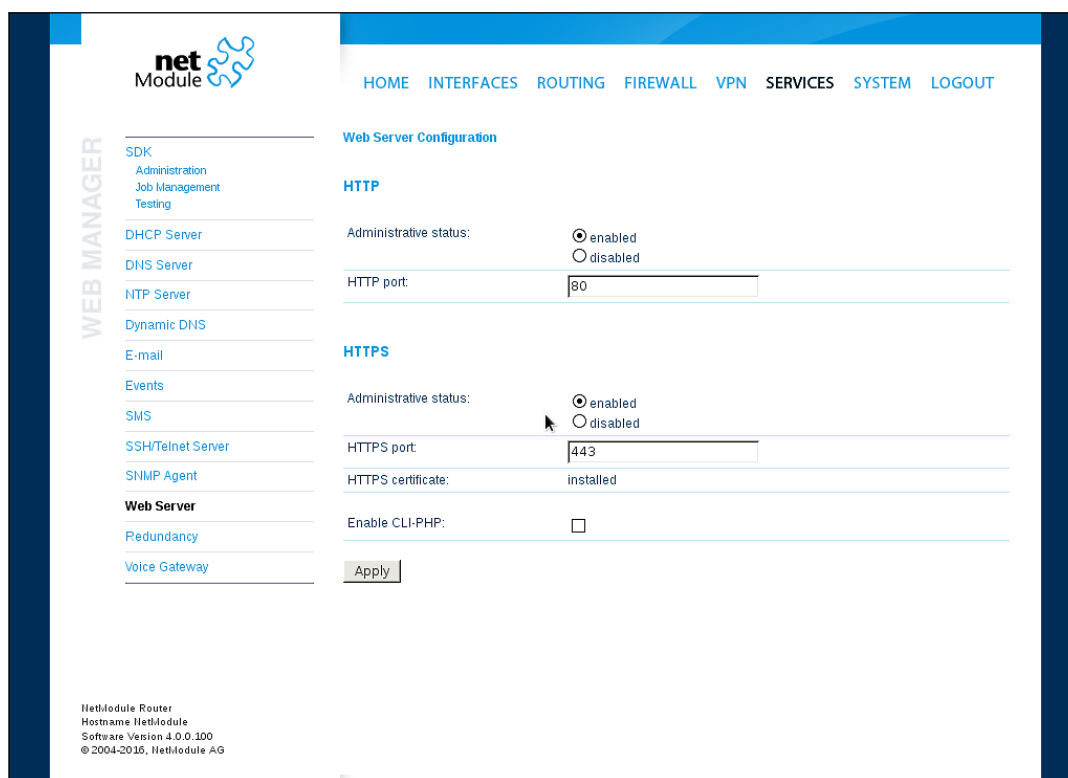 net
Module
HOME INTERFACES ROUTING FIREWALL VPN SERVICES SYSTEM LOGOUT
WEB MANAGER
SDK
Administration
Job Management
Testing
DHCP Server
DNS Server
NTP Server
Dynamic DNS
E-mail
Events
SMS
SSH/Telnet Server
SNMP Agent
Web Server
Redundancy
Voice Gateway
Web Server Configuration
HTTP
Administrative status: enabled
disabled
HTTP port: 80
HTTPS
Administrative status: enabled
disabled
HTTPS port: 443
HTTPS certificate: installed
Enable CLI-PHP:
Apply
NetModule Router
Hostname NetModule
Software Version 4.0.0.100
© 2004-2016, NetModule AG